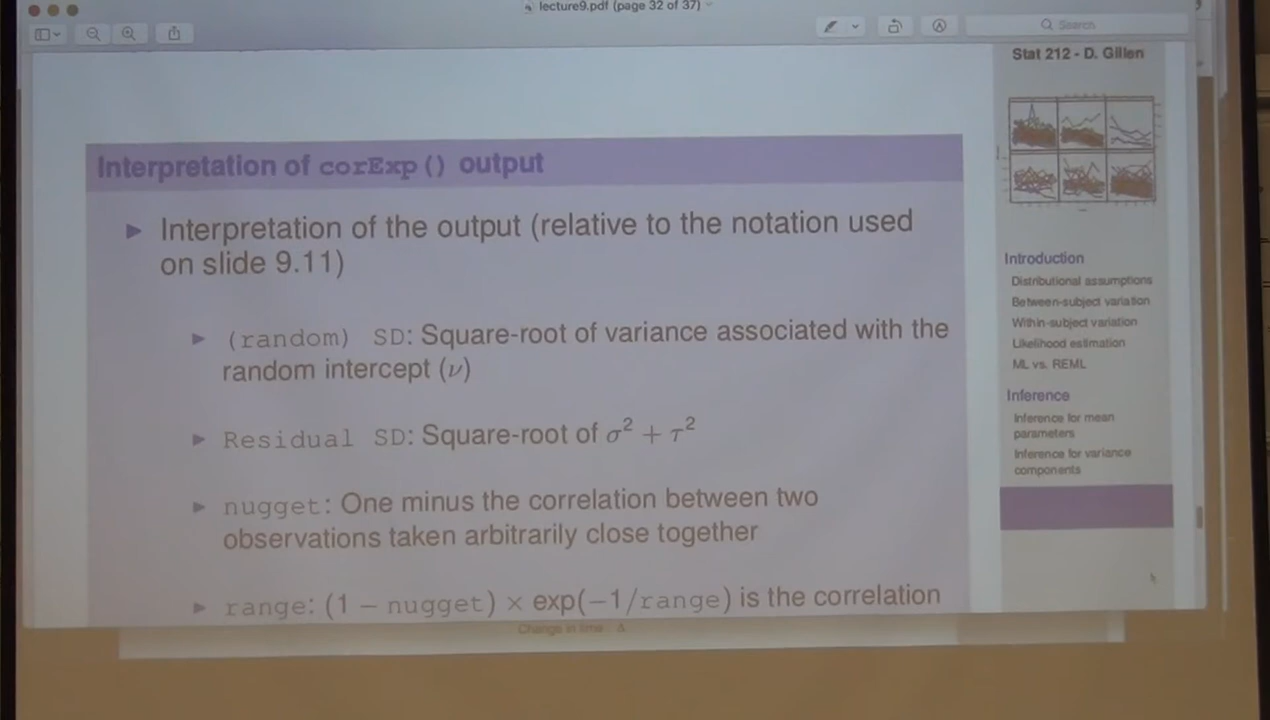 lecture9.pdf (page 32 of 37)
Search
Stat 212 - D. Gillen
Interpretation of corExp() output
► Interpretation of the output (relative to the notation used
on slide 9.11)
► (random) SD: Square-root of variance associated with the
random intercept (ν)
► Residual SD: Square-root of σ² + τ²
► nugget: One minus the correlation between two
observations taken arbitrarily close together
► range: (1 − nugget) × exp(−1/range) is the correlation
Introduction
Distributional assumptions
Between-subject variation
Within-subject variation
Likelihood estimation
ML vs. REML
Inference
Inference for mean
parameters
Inference for variance
components
Change in time Δ